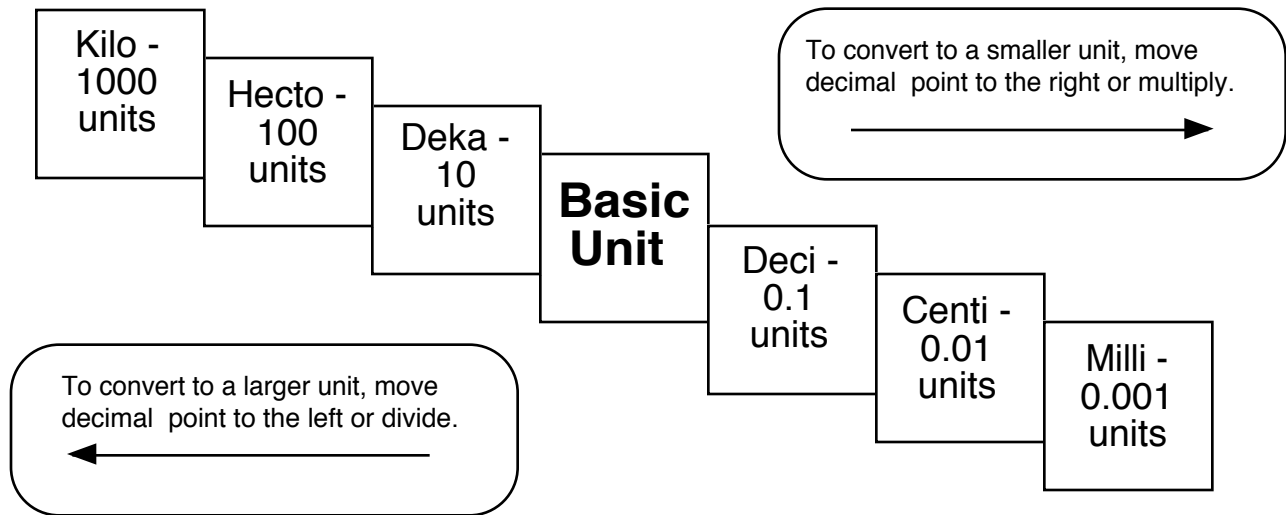 Kilo -
1000
units
Hecto -
100
units
Deka -
10
units
Basic
Unit
Deci -
0.1
units
Centi -
0.01
units
Milli -
0.001
units
To convert to a smaller unit, move
decimal  point to the right or multiply.
To convert to a larger unit, move
decimal  point to the left or divide.